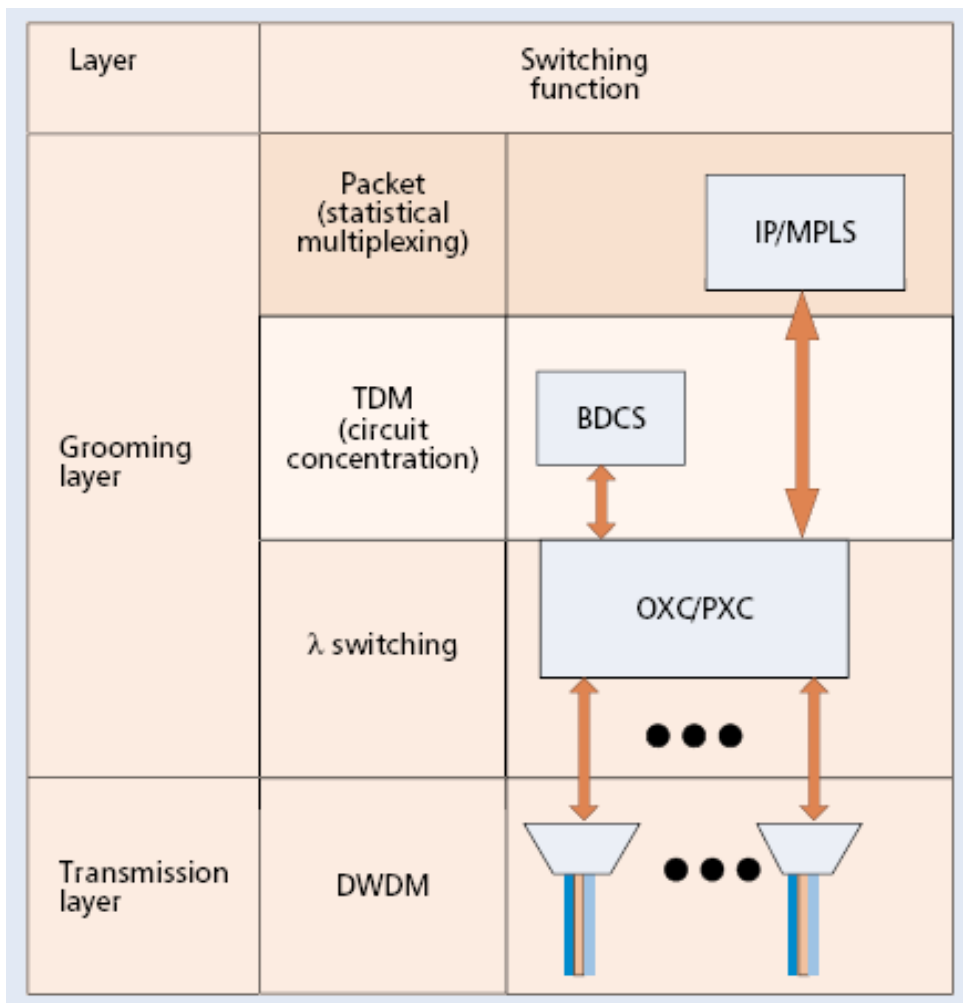 Layer
Switching
function
Packet
(statistical
multiplexing)
IP/MPLS
Grooming
layer
TDM
(circuit
concentration)
BDCS
λ switching
OXC/PXC
Transmission
layer
DWDM